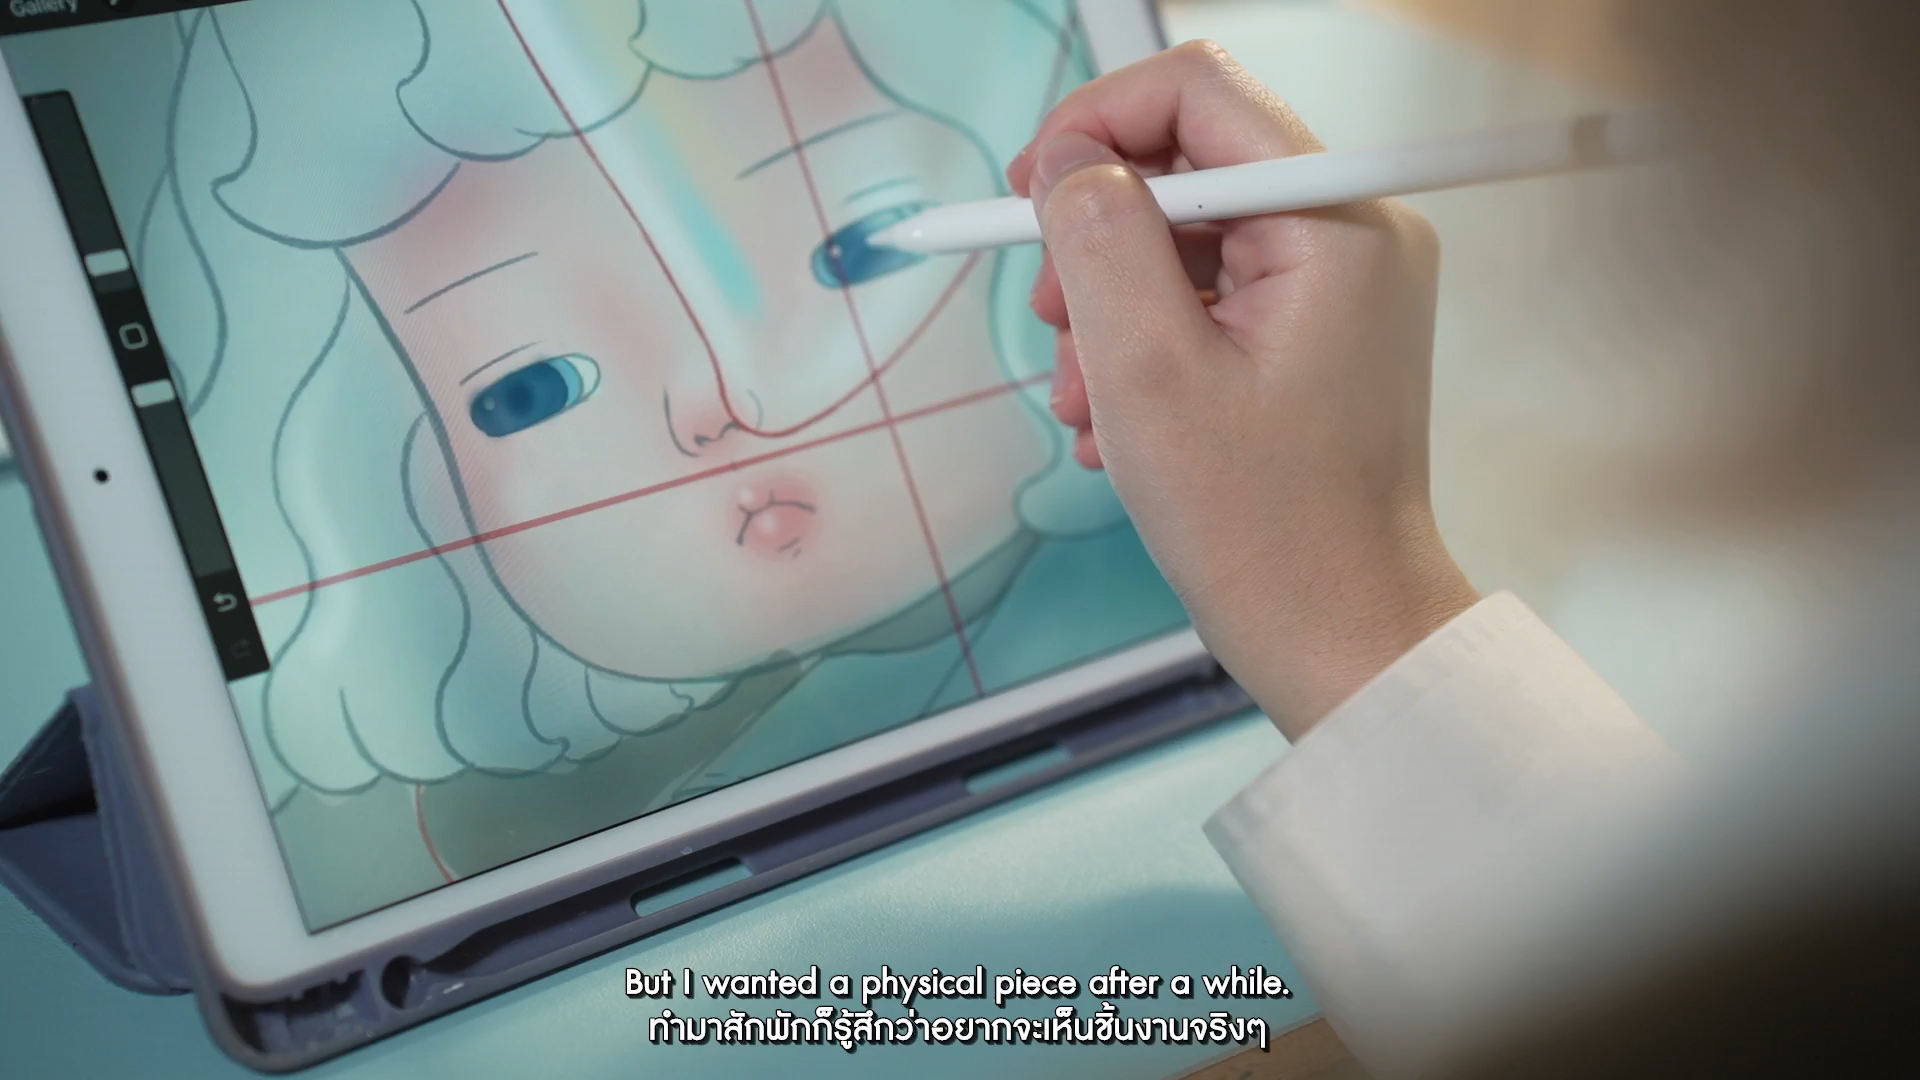 Gallery
But I wanted a physical piece after a while.
ทำมาสักพักก็รู้สึกว่าอยากจะเห็นชิ้นงานจริงๆ